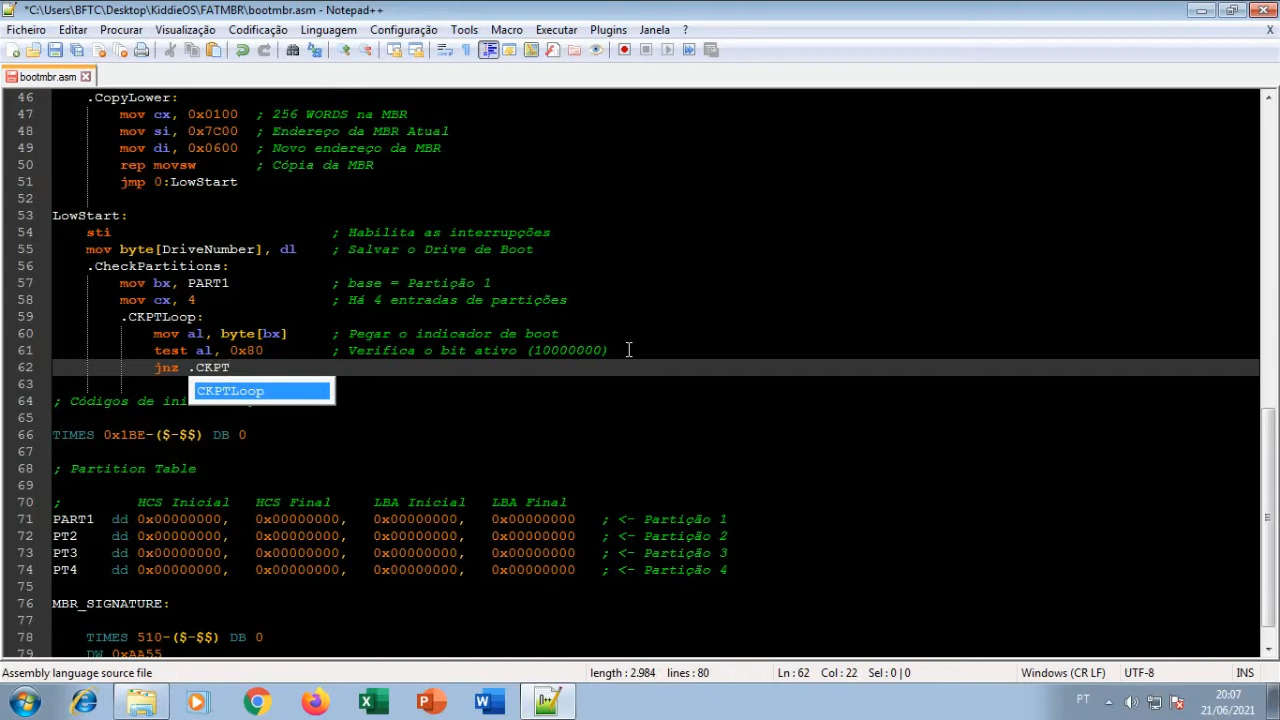 *C:\Users\BFTC\Desktop\KiddieOS\FATMBR\bootmbr.asm - Notepad++
Ficheiro Editar Procurar Visualização Codificação Linguagem Configuração Tools Macro Executar Plugins Janela ? X
bootmbr.asm
46 .CopyLower:
47 mov cx, 0x0100 ; 256 WORDS na MBR
48 mov si, 0x7C00 ; Endereço da MBR Atual
49 mov di, 0x0600 ; Novo endereço da MBR
50 rep movsw ; Cópia da MBR
51 jmp 0:LowStart
52
53 LowStart:
54 sti ; Habilita as interrupções
55 mov byte[DriveNumber], dl ; Salvar o Drive de Boot
56 .CheckPartitions:
57 mov bx, PART1 ; base = Partição 1
58 mov cx, 4 ; Há 4 entradas de partições
59 .CKPTLoop:
60 mov al, byte[bx] ; Pegar o indicador de boot
61 test al, 0x80 ; Verifica o bit ativo (10000000)
62 jnz .CKPT
63 CKPTLoop
64 ; Códigos de
65
66 TIMES 0x1BE-($-$$) DB 0
67
68 ; Partition Table
69
70 ; HCS Inicial HCS Final LBA Inicial LBA Final
71 PART1 dd 0x00000000, 0x00000000, 0x00000000, 0x00000000 ; <- Partição 1
72 PT2 dd 0x00000000, 0x00000000, 0x00000000, 0x00000000 ; <- Partição 2
73 PT3 dd 0x00000000, 0x00000000, 0x00000000, 0x00000000 ; <- Partição 3
74 PT4 dd 0x00000000, 0x00000000, 0x00000000, 0x00000000 ; <- Partição 4
75
76 MBR_SIGNATURE:
77
78 TIMES 510-($-$$) DB 0
79 DW 0xAA55
Assembly language source file length : 2.984 lines : 80 Ln : 62 Col : 22 Sel : 0 | 0 Windows (CR LF) UTF-8 INS
PT 20:07
21/06/2021